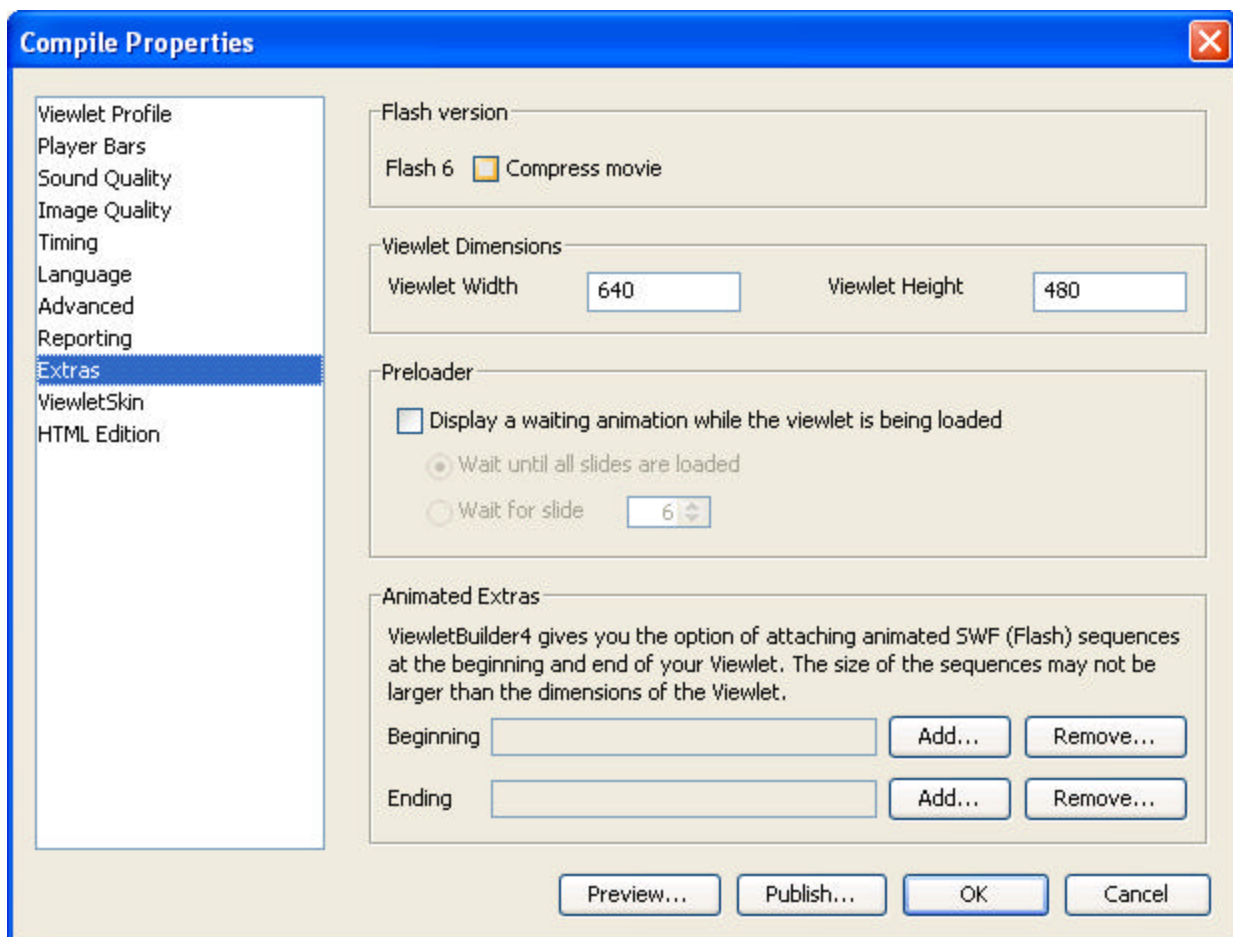 Compile Properties
Viewlet Profile
Player Bars
Sound Quality
Image Quality
Timing
Language
Advanced
Reporting
Extras
ViewletSkin
HTML Edition
Flash version
Flash 6 Compress movie
Viewlet Dimensions
Viewlet Width 640 Viewlet Height 480
Preloader
Display a waiting animation while the viewlet is being loaded
Wait until all slides are loaded
Wait for slide 6
Animated Extras
ViewletBuilder4 gives you the option of attaching animated SWF (Flash) sequences
at the beginning and end of your Viewlet. The size of the sequences may not be
larger than the dimensions of the Viewlet.
Beginning Add... Remove...
Ending Add... Remove...
Preview... Publish... OK Cancel